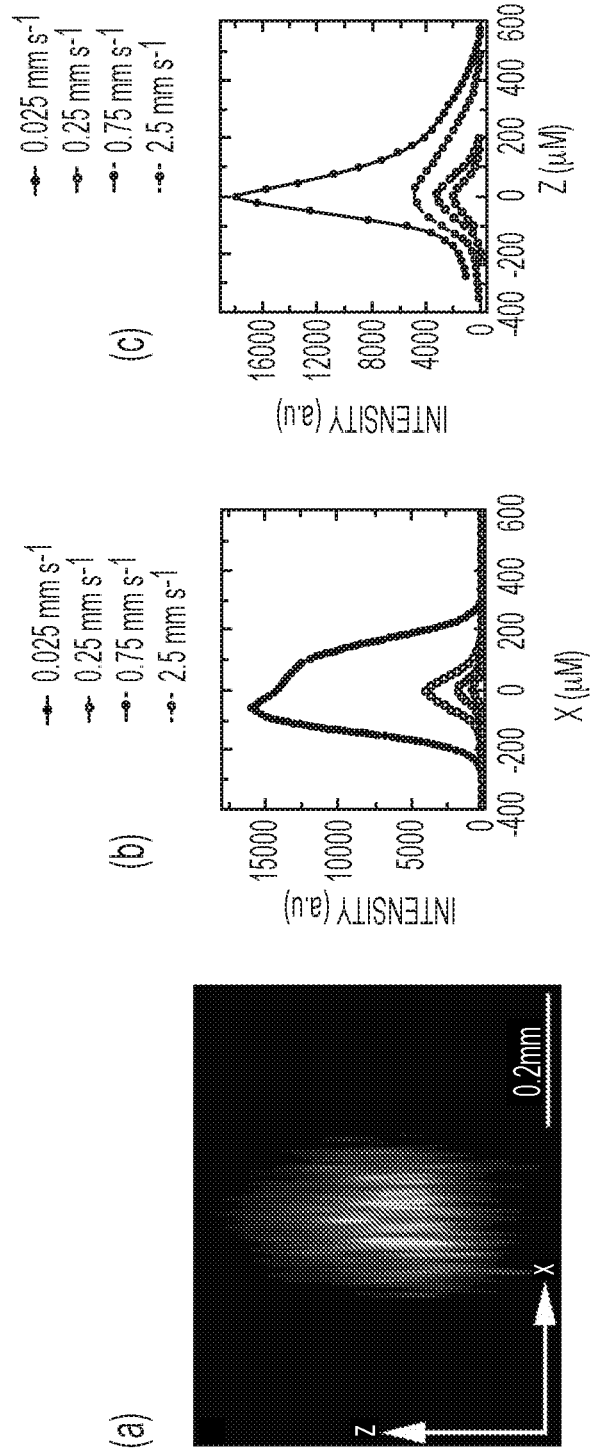 (a)
Z
X
0.2mm
(b)
0.025 mm s-1
0.25 mm s-1
0.75 mm s-1
2.5 mm s-1
INTENSITY (a.u)
15000
10000
5000
0
-400 -200 0 200 400 600
X (µM)
(c)
0.025 mm s-1
0.25 mm s-1
0.75 mm s-1
2.5 mm s-1
INTENSITY (a.u)
16000
12000
8000
4000
0
-400 -200 0 200 400 600
Z (µM)